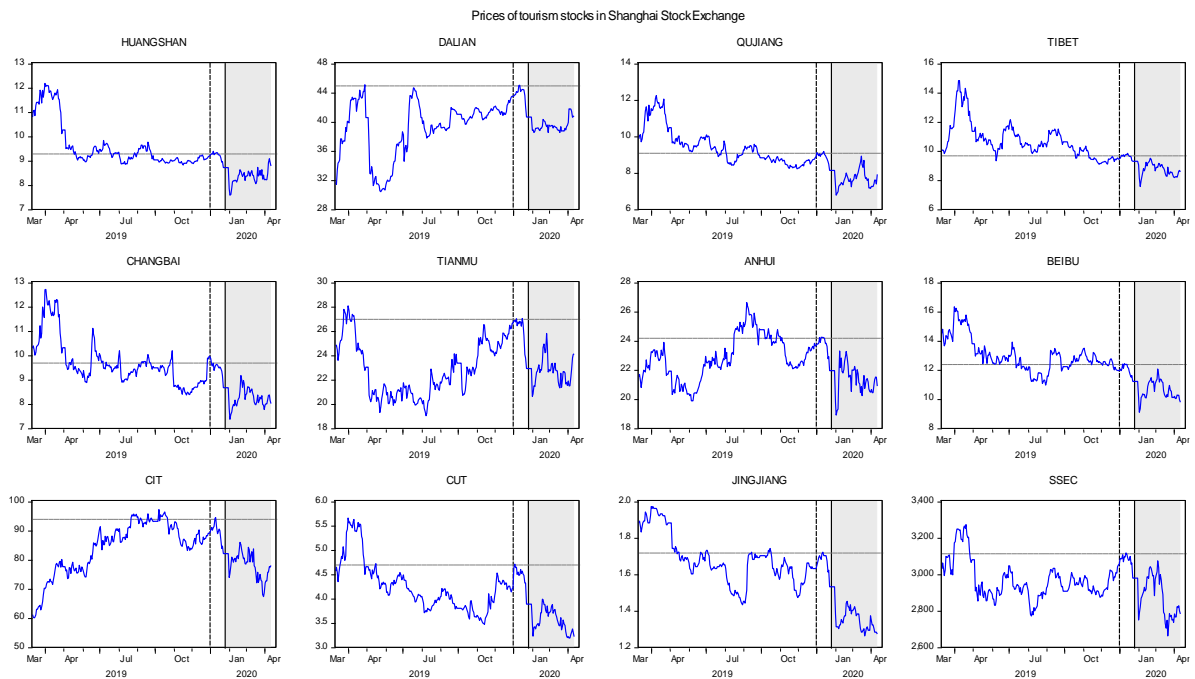 Prices of tourism stocks in Shanghai Stock Exchange
HUANGSHAN DALIAN QUJIANG TIBET
13 48 14 16
12 44 12 14
11 40 10 12
10 36 8 10
9 32 6 8
8 28 6
7
Mar Apr Jul Oct Jan Apr Mar Apr Jul Oct Jan Apr Mar Apr Jul Oct Jan Apr Mar Apr Jul Oct Jan Apr
2019 2020 2019 2020 2019 2020 2019 2020
CHANGBAI TIANMU ANHUI BEIBU
13 30 28 18
12 28 26 16
11 26 24 14
10 24 22 12
9 22 20 10
8 20 18 8
7 18
Mar Apr Jul Oct Jan Apr Mar Apr Jul Oct Jan Apr Mar Apr Jul Oct Jan Apr Mar Apr Jul Oct Jan Apr
2019 2020 2019 2020 2019 2020 2019 2020
CIT CUT JINGJIANG SSEC
100 6.0 2.0 3,400
90 5.5 1.8 3,200
80 5.0 1.6 3,000
70 4.5 1.4 2,800
60 4.0 1.2 2,600
50 3.5
3.0
Mar Apr Jul Oct Jan Apr Mar Apr Jul Oct Jan Apr Mar Apr Jul Oct Jan Apr Mar Apr Jul Oct Jan Apr
2019 2020 2019 2020 2019 2020 2019 2020